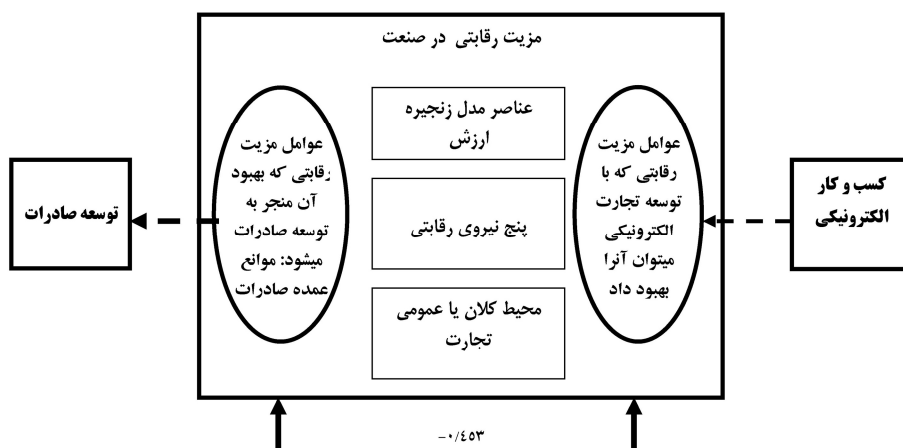 مزیت رقابتی در صنعت
کسب و کار
الکترونیکی
عوامل مزیت
رقابتی که با
توسعه تجارت
الکترونیکی
میتوان آنرا
بهبود داد
عناصر مدل زنجیره
ارزش
پنج نیروی رقابتی
محیط کلان یا عمومی
تجارت
عوامل مزیت
رقابتی که بهبود
آن منجر به
توسعه صادرات
میشود: موانع
عمده صادرات
توسعه صادرات
-۰/٤٥۳